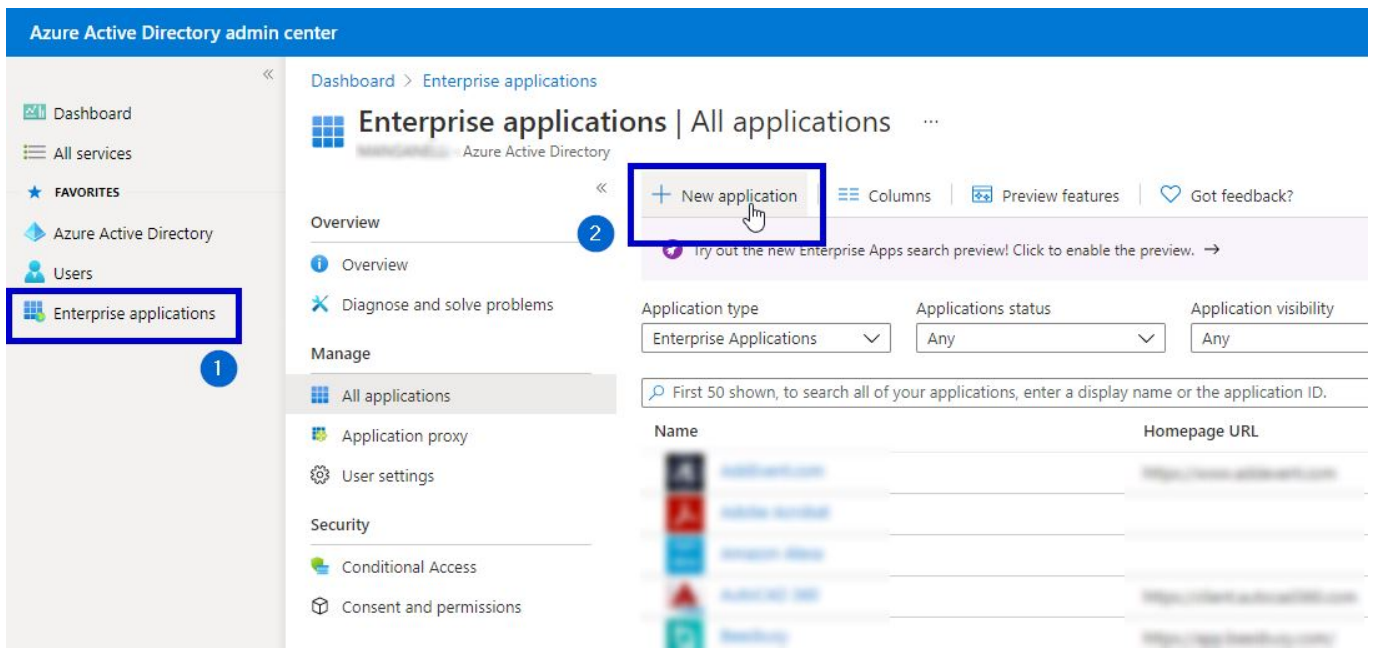 Azure Active Directory admin center
Dashboard
All services
FAVORITES
Azure Active Directory
Users
Enterprise applications
1
Dashboard > Enterprise applications
Enterprise applications | All applications ...
- Azure Active Directory
Overview
Overview
Diagnose and solve problems
Manage
All applications
Application proxy
User settings
Security
Conditional Access
Consent and permissions
2
+ New application
Columns
Preview features
Got feedback?
Try out the new Enterprise Apps search preview! Click to enable the preview. →
Application type
Applications status
Application visibility
Enterprise Applications
Any
Any
First 50 shown, to search all of your applications, enter a display name or the application ID.
Name
Homepage URL